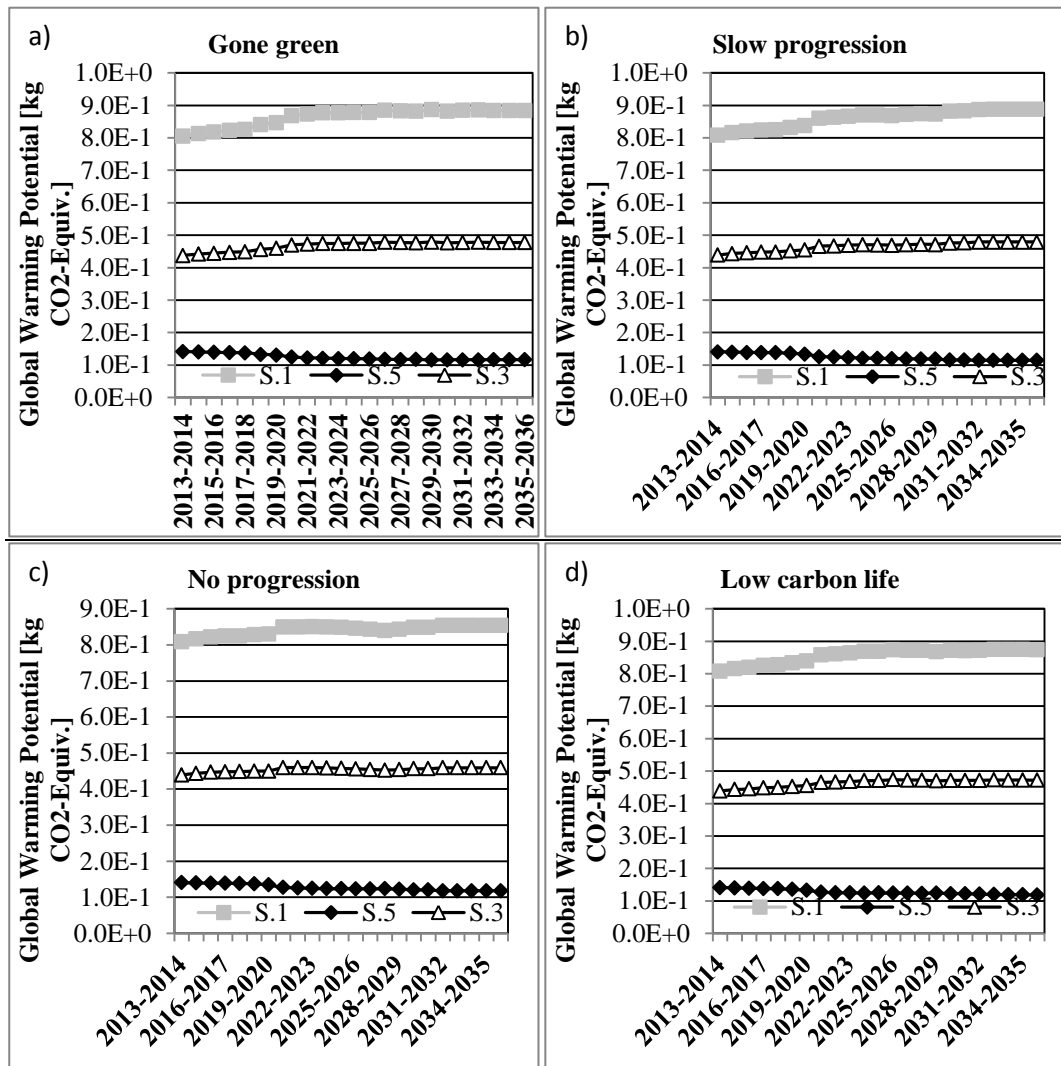 a)
Gone green
Global Warming Potential [kg
CO2-Equiv.]
1.0E+0
9.0E-1
8.0E-1
7.0E-1
6.0E-1
5.0E-1
4.0E-1
3.0E-1
2.0E-1
1.0E-1
0.0E+0
S.1 S.5 S.3
2013-2014
2015-2016
2017-2018
2019-2020
2021-2022
2023-2024
2025-2026
2027-2028
2029-2030
2031-2032
2033-2034
2035-2036
b)
Slow progression
Global Warming Potential [kg
CO2-Equiv.]
1.0E+0
9.0E-1
8.0E-1
7.0E-1
6.0E-1
5.0E-1
4.0E-1
3.0E-1
2.0E-1
1.0E-1
0.0E+0
S.1 S.5 S.3
2013-2014
2016-2017
2019-2020
2022-2023
2025-2026
2028-2029
2031-2032
2034-2035
c)
No progression
Global Warming Potential [kg
CO2-Equiv.]
9.0E-1
8.0E-1
7.0E-1
6.0E-1
5.0E-1
4.0E-1
3.0E-1
2.0E-1
1.0E-1
0.0E+0
S.1 S.5 S.3
2013-2014
2016-2017
2019-2020
2022-2023
2025-2026
2028-2029
2031-2032
2034-2035
d)
Low carbon life
Global Warming Potential [kg
CO2-Equiv.]
1.0E+0
9.0E-1
8.0E-1
7.0E-1
6.0E-1
5.0E-1
4.0E-1
3.0E-1
2.0E-1
1.0E-1
0.0E+0
S.1 S.5 S.3
2013-2014
2016-2017
2019-2020
2022-2023
2025-2026
2028-2029
2031-2032
2034-2035